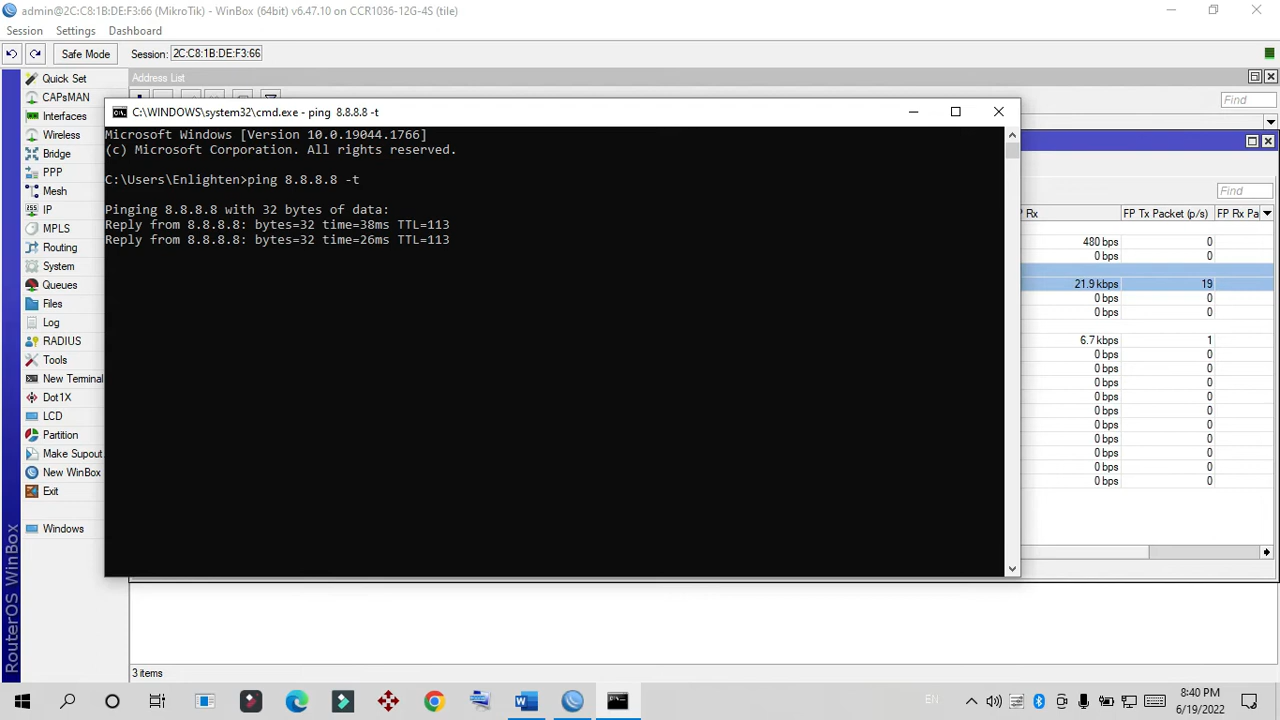 admin@2C:C8:1B:DE:F3:66 (MikroTik) - WinBox (64bit) v6.47.10 on CCR1036-12G-4S (tile)
Session Settings Dashboard
Safe Mode Session: 2C:C8:1B:DE:F3:66
Quick Set
CAPsMAN
Interfaces
Wireless
Bridge
PPP
Mesh
IP
MPLS
Routing
System
Queues
Files
Log
RADIUS
Tools
New Terminal
Dot1X
LCD
Partition
Make Supout
New WinBox
Exit
Windows
RouterOS WinBox
Address List
Find
C:\WINDOWS\system32\cmd.exe - ping 8.8.8.8 -t
Microsoft Windows [Version 10.0.19044.1766]
(c) Microsoft Corporation. All rights reserved.
C:\Users\Enlighten>ping 8.8.8.8 -t
Pinging 8.8.8.8 with 32 bytes of data:
Reply from 8.8.8.8: bytes=32 time=38ms TTL=113
Reply from 8.8.8.8: bytes=32 time=26ms TTL=113
Find
Rx FP Tx Packet (p/s) FP Rx Pa
480 bps 0
0 bps 0
21.9 kbps 19
0 bps 0
0 bps 0
6.7 kbps 1
0 bps 0
0 bps 0
0 bps 0
0 bps 0
0 bps 0
0 bps 0
0 bps 0
0 bps 0
0 bps 0
0 bps 0
3 items
EN
8:40 PM
6/19/2022